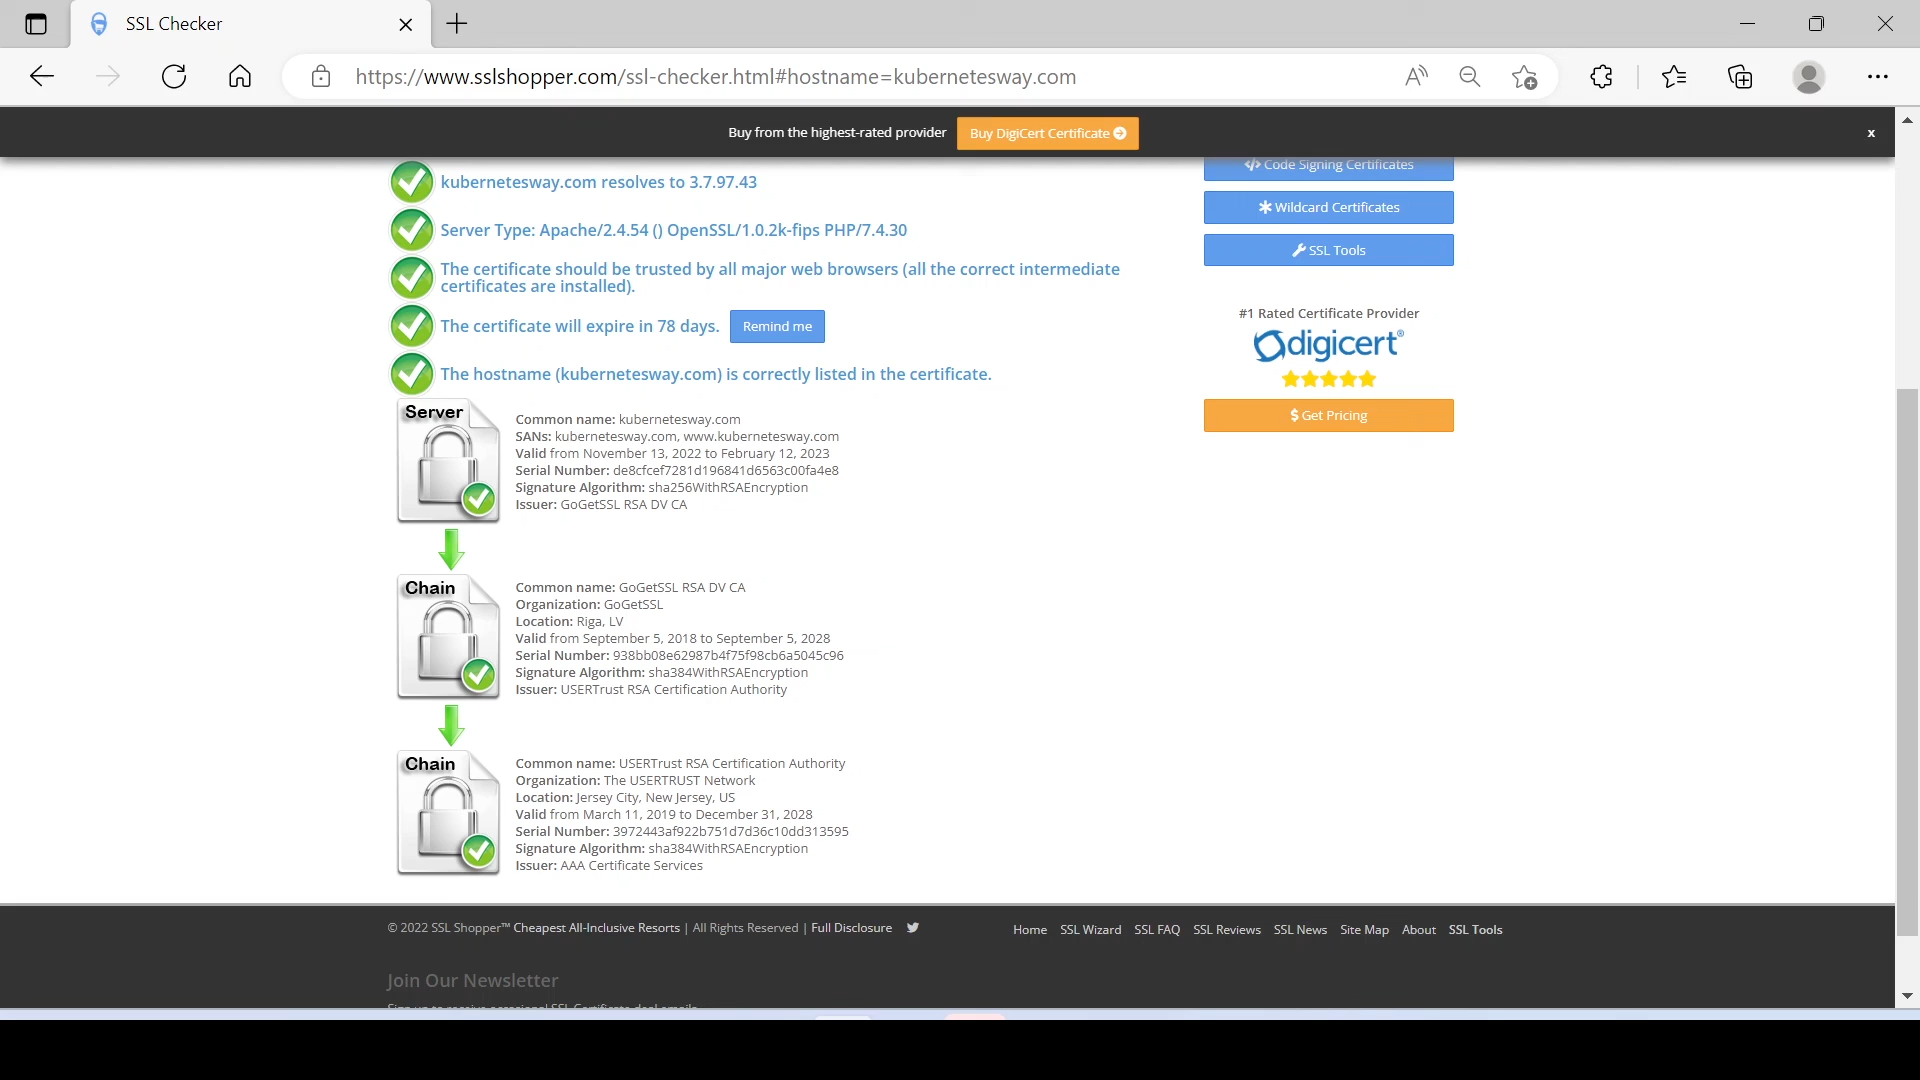 SSL Checker
https://www.sslshopper.com/ssl-checker.html#hostname=kubernetesway.com
Buy from the highest-rated provider Buy DigiCert Certificate x
kubernetesway.com resolves to 3.7.97.43
Server Type: Apache/2.4.54 () OpenSSL/1.0.2k-fips PHP/7.4.30
The certificate should be trusted by all major web browsers (all the correct intermediate
certificates are installed).
The certificate will expire in 78 days. Remind me
The hostname (kubernetesway.com) is correctly listed in the certificate.
Server
Common name: kubernetesway.com
SANs: kubernetesway.com, www.kubernetesway.com
Valid from November 13, 2022 to February 12, 2023
Serial Number: de8cfcef7281d196841d6563c00fa4e8
Signature Algorithm: sha256WithRSAEncryption
Issuer: GoGetSSL RSA DV CA
Chain
Common name: GoGetSSL RSA DV CA
Organization: GoGetSSL
Location: Riga, LV
Valid from September 5, 2018 to September 5, 2028
Serial Number: 938bb08e62987b4f75f98cb6a5045c96
Signature Algorithm: sha384WithRSAEncryption
Issuer: USERTrust RSA Certification Authority
Chain
Common name: USERTrust RSA Certification Authority
Organization: The USERTRUST Network
Location: Jersey City, New Jersey, US
Valid from March 11, 2019 to December 31, 2028
Serial Number: 3972443af922b751d7d36c10dd313595
Signature Algorithm: sha384WithRSAEncryption
Issuer: AAA Certificate Services
Code Signing Certificates
Wildcard Certificates
SSL Tools
#1 Rated Certificate Provider
digicert®
$ Get Pricing
© 2022 SSL Shopper™ Cheapest All-Inclusive Resorts | All Rights Reserved | Full Disclosure
Home SSL Wizard SSL FAQ SSL Reviews SSL News Site Map About SSL Tools
Join Our Newsletter
Sign up to receive occasional SSL Certificate deal emails.